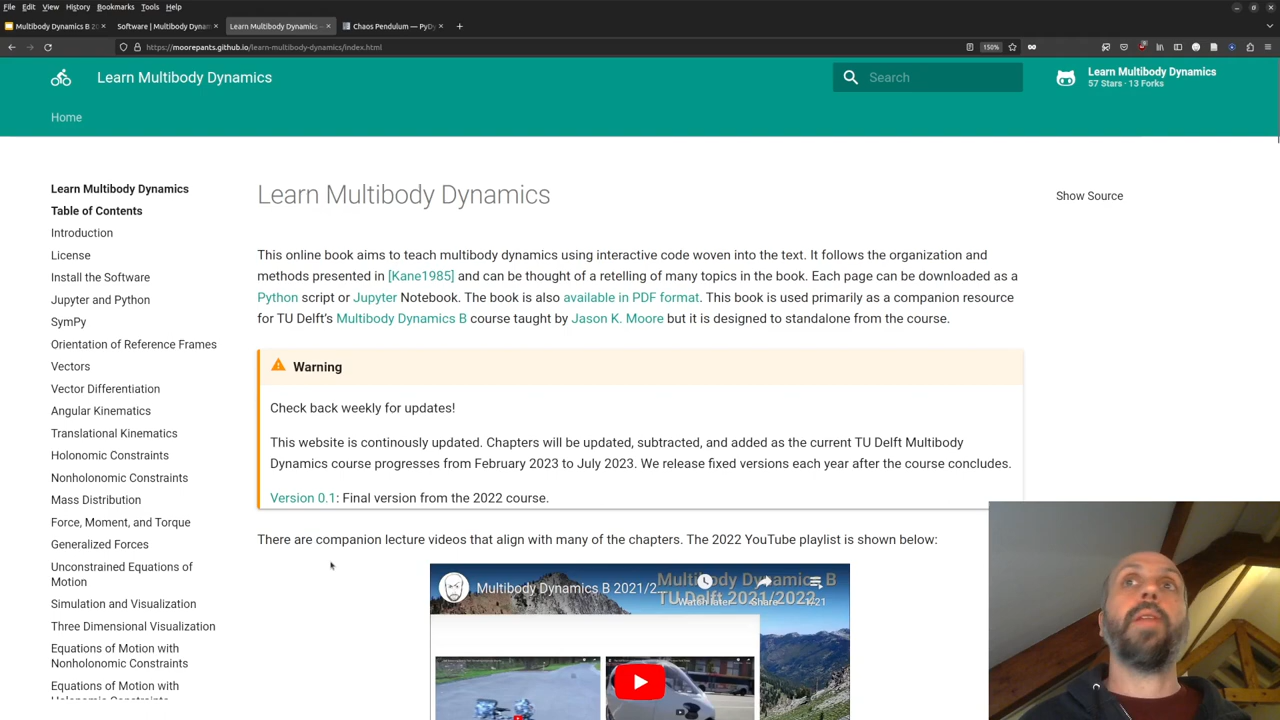 File Edit View History Bookmarks Tools Help
Multibody Dynamics B 2
Software | Multibody Dynam
Learn Multibody Dynamics —
Chaos Pendulum — PyDy
https://moorepants.github.io/learn-multibody-dynamics/index.html
150%
Learn Multibody Dynamics
Search
Learn Multibody Dynamics
57 Stars · 13 Forks
Home
Learn Multibody Dynamics
Table of Contents
Introduction
License
Install the Software
Jupyter and Python
SymPy
Orientation of Reference Frames
Vectors
Vector Differentiation
Angular Kinematics
Translational Kinematics
Holonomic Constraints
Nonholonomic Constraints
Mass Distribution
Force, Moment, and Torque
Generalized Forces
Unconstrained Equations of
Motion
Simulation and Visualization
Three Dimensional Visualization
Equations of Motion with
Nonholonomic Constraints
Equations of Motion with
Holonomic Constraints
Learn Multibody Dynamics
This online book aims to teach multibody dynamics using interactive code woven into the text. It follows the organization and
methods presented in [Kane1985] and can be thought of a retelling of many topics in the book. Each page can be downloaded as a
Python script or Jupyter Notebook. The book is also available in PDF format. This book is used primarily as a companion resource
for TU Delft's Multibody Dynamics B course taught by Jason K. Moore but it is designed to standalone from the course.
Warning
Check back weekly for updates!
This website is continously updated. Chapters will be updated, subtracted, and added as the current TU Delft Multibody
Dynamics course progresses from February 2023 to July 2023. We release fixed versions each year after the course concludes.
Version 0.1: Final version from the 2022 course.
There are companion lecture videos that align with many of the chapters. The 2022 YouTube playlist is shown below:
Multibody Dynamics B 2021/2
Multibody Dynamics B
TU Delft 2021/2022
Watch later
Share
1/21
Show Source